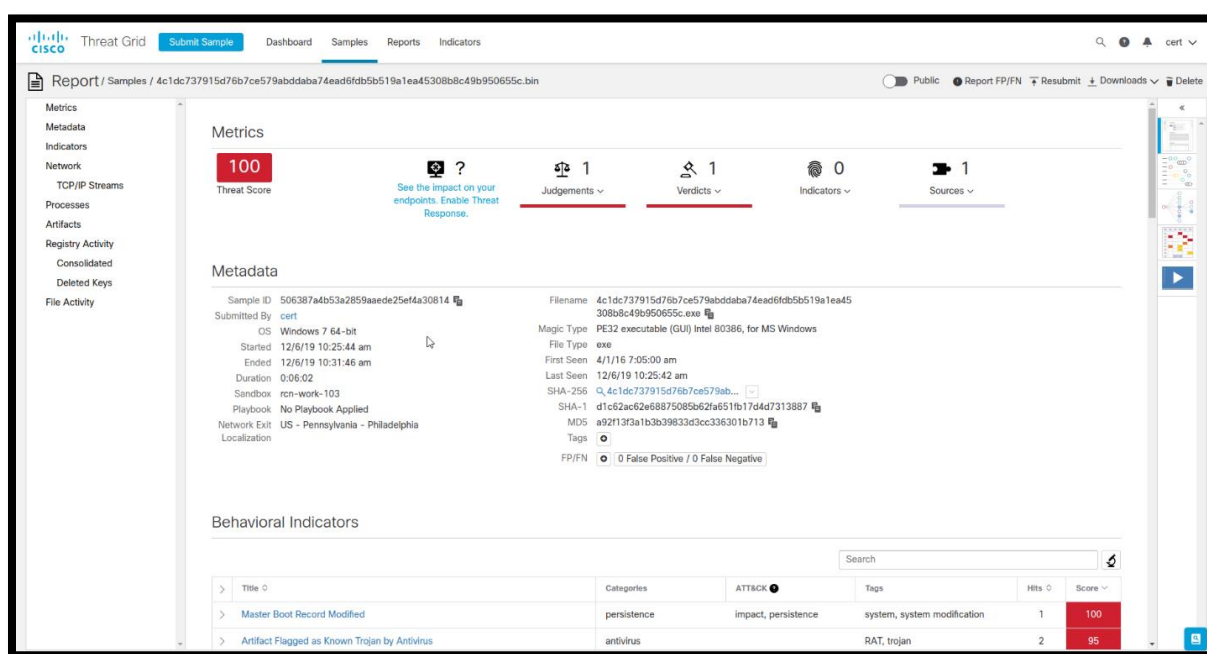 CISCO Threat Grid Submit Sample Dashboard Samples Reports Indicators cert
Report / Samples / 4c1dc737915d76b7ce579abddaba74ead6fdb5b519a1ea45308b8c49b950655c.bin Public Report FP/FN Resubmit Downloads Delete
Metrics
Metadata
Indicators
Network
TCP/IP Streams
Processes
Artifacts
Registry Activity
Consolidated
Deleted Keys
File Activity
Metrics
100
Threat Score
?
See the impact on your
endpoints. Enable Threat
Response.
1
Judgements
1
Verdicts
0
Indicators
1
Sources
Metadata
Sample ID 506387a4b53a2859aaede25ef4a30814
Submitted By cert
OS Windows 7 64-bit
Started 12/6/19 10:25:44 am
Ended 12/6/19 10:31:46 am
Duration 0:06:02
Sandbox rcn-work-103
Playbook No Playbook Applied
Network Exit US - Pennsylvania - Philadelphia
Localization
Filename 4c1dc737915d76b7ce579abddaba74ead6fdb5b519a1ea45
308b8c49b950655c.exe
Magic Type PE32 executable (GUI) Intel 80386, for MS Windows
File Type exe
First Seen 4/1/16 7:05:00 am
Last Seen 12/6/19 10:25:42 am
SHA-256 4c1dc737915d76b7ce579ab...
SHA-1 d1c62ac62e68875085b62fa651fb17d4d7313887
MD5 a92f13f3a1b3b39833d3cc336301b713
Tags
FP/FN 0 False Positive / 0 False Negative
Behavioral Indicators
Search
Title Categories ATT&CK Tags Hits Score
Master Boot Record Modified persistence impact, persistence system, system modification 1 100
Artifact Flagged as Known Trojan by Antivirus antivirus RAT, trojan 2 95